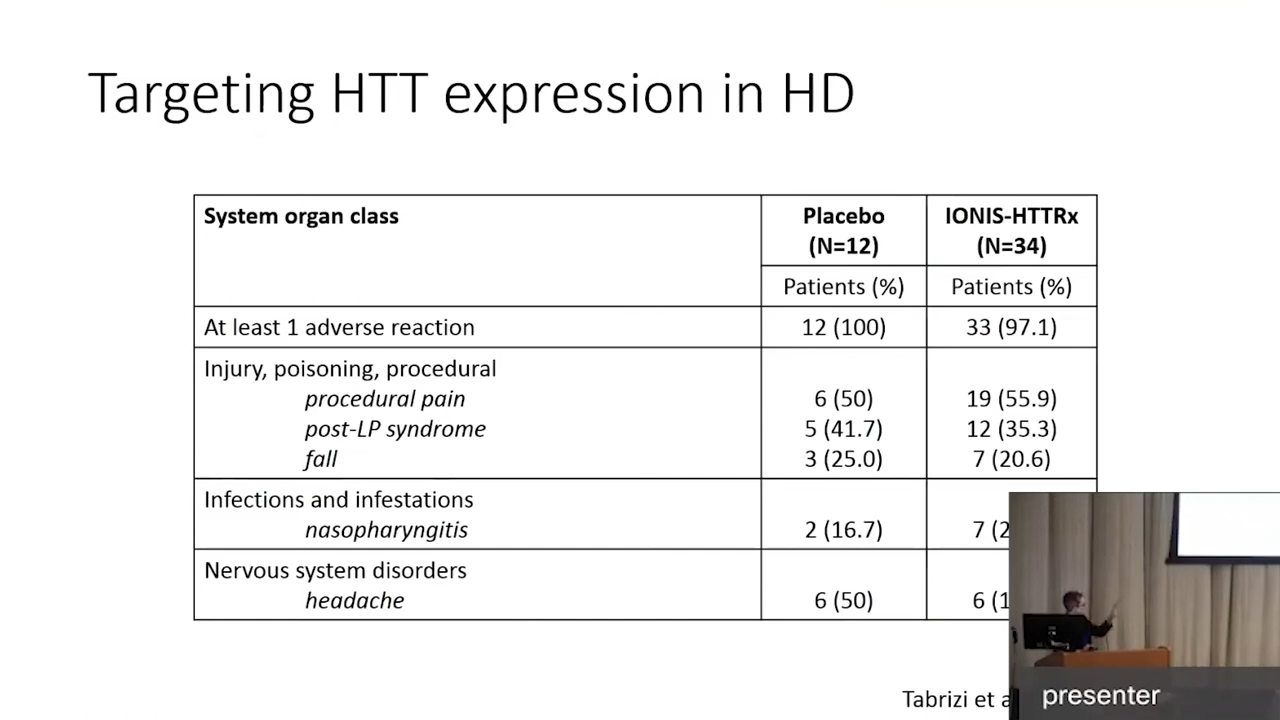 Targeting HTT expression in HD
System organ class Placebo (N=12) IONIS-HTTRx (N=34)
Patients (%) Patients (%)
At least 1 adverse reaction 12 (100) 33 (97.1)
Injury, poisoning, procedural
procedural pain 6 (50) 19 (55.9)
post-LP syndrome 5 (41.7) 12 (35.3)
fall 3 (25.0) 7 (20.6)
Infections and infestations
nasopharyngitis 2 (16.7) 7
Nervous system disorders
headache 6 (50) 6
Tabrizi et
presenter